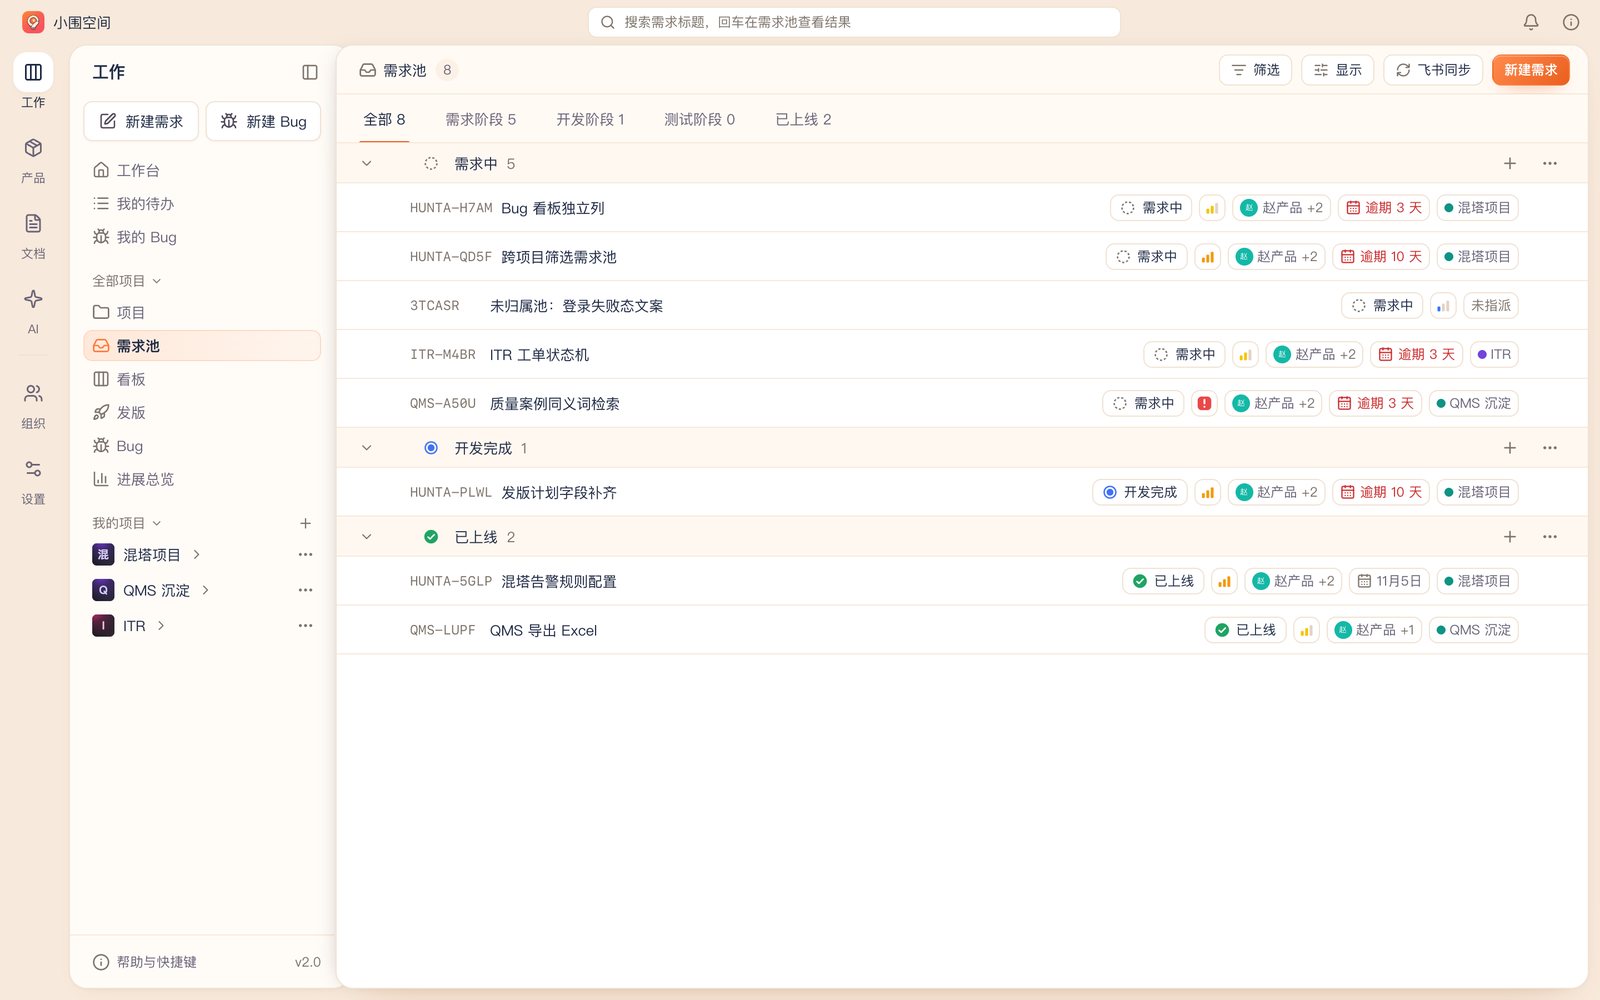 小围空间
搜索需求标题，回车在需求池查看结果
工作
产品
文档
AI
组织
设置
工作
新建需求
新建 Bug
工作台
我的待办
我的 Bug
全部项目
项目
需求池
看板
发版
Bug
进展总览
我的项目
混 混塔项目
Q QMS 沉淀
I ITR
帮助与快捷键 v2.0
需求池 8
筛选 显示 飞书同步 新建需求
全部 8 需求阶段 5 开发阶段 1 测试阶段 0 已上线 2
需求中 5
HUNTA-H7AM Bug 看板独立列 需求中 赵 赵产品 +2 逾期 3 天 混塔项目
HUNTA-QD5F 跨项目筛选需求池 需求中 赵 赵产品 +2 逾期 10 天 混塔项目
3TCASR 未归属池：登录失败态文案 需求中 未指派
ITR-M4BR ITR 工单状态机 需求中 赵 赵产品 +2 逾期 3 天 ITR
QMS-A50U 质量案例同义词检索 需求中 赵 赵产品 +2 逾期 3 天 QMS 沉淀
开发完成 1
HUNTA-PLWL 发版计划字段补齐 开发完成 赵 赵产品 +2 逾期 10 天 混塔项目
已上线 2
HUNTA-5GLP 混塔告警规则配置 已上线 赵 赵产品 +2 11月5日 混塔项目
QMS-LUPF QMS 导出 Excel 已上线 赵 赵产品 +1 QMS 沉淀